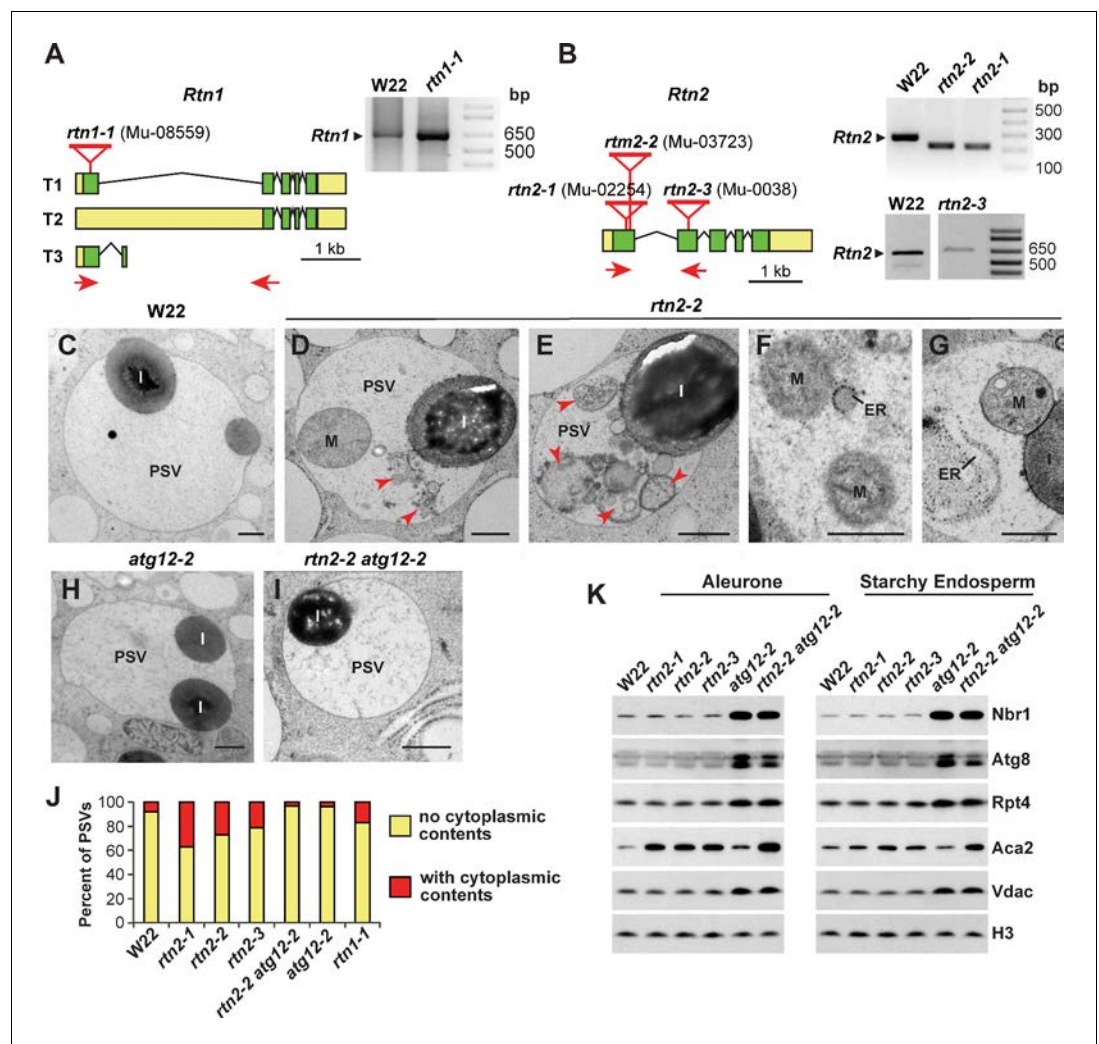 A
Rtn1
rtn1-1 (Mu-08559)
T1
T2
T3
1 kb
W22
rtn1-1
bp
Rtn1
650
500
B
Rtn2
rtm2-2 (Mu-03723)
rtn2-1 (Mu-02254)
rtn2-3 (Mu-0038)
1 kb
W22
rtn2-2
rtn2-1
bp
Rtn2
500
300
100
W22
rtn2-3
Rtn2
650
500
W22
rtn2-2
C
I
PSV
D
PSV
I
M
E
I
PSV
F
M
ER
M
G
M
ER
I
atg12-2
rtn2-2 atg12-2
H
I
PSV
I
I
I
PSV
J
Percent of PSVs
100
80
60
40
20
0
W22
rtn2-1
rtn2-2
rtn2-3
rtn2-2 atg12-2
atg12-2
rtn1-1
no cytoplasmic
contents
with cytoplasmic
contents
K
Aleurone
Starchy Endosperm
W22
rtn2-1
rtn2-2
rtn2-3
atg12-2
rtn2-2 atg12-2
W22
rtn2-1
rtn2-2
rtn2-3
atg12-2
rtn2-2 atg12-2
Nbr1
Atg8
Rpt4
Aca2
Vdac
H3